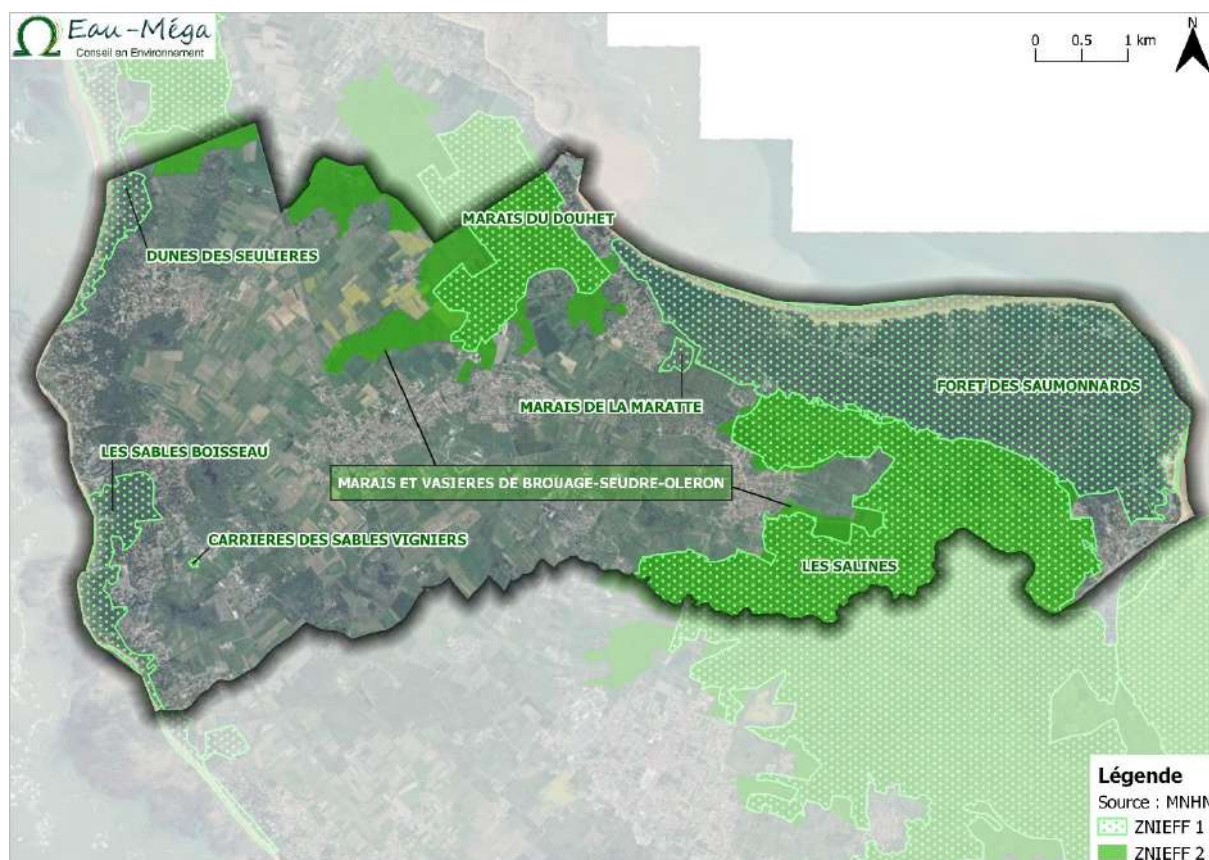 Eau-Méga
Conseil en Environnement
0 0.5 1 km
N
MARAIS DU DOUHET
DUNES DES SEULIERES
FORET DES SAUMONNARDS
MARAIS DE LA MARATTE
LES SABLES BOISSEAU
MARAIS ET VASIERES DE BROUAGE-SEUDRE-OLERON
CARRIERES DES SABLES VIGNIERS
LES SALINES
Légende
Source : MNHN
ZNIEFF 1
ZNIEFF 2